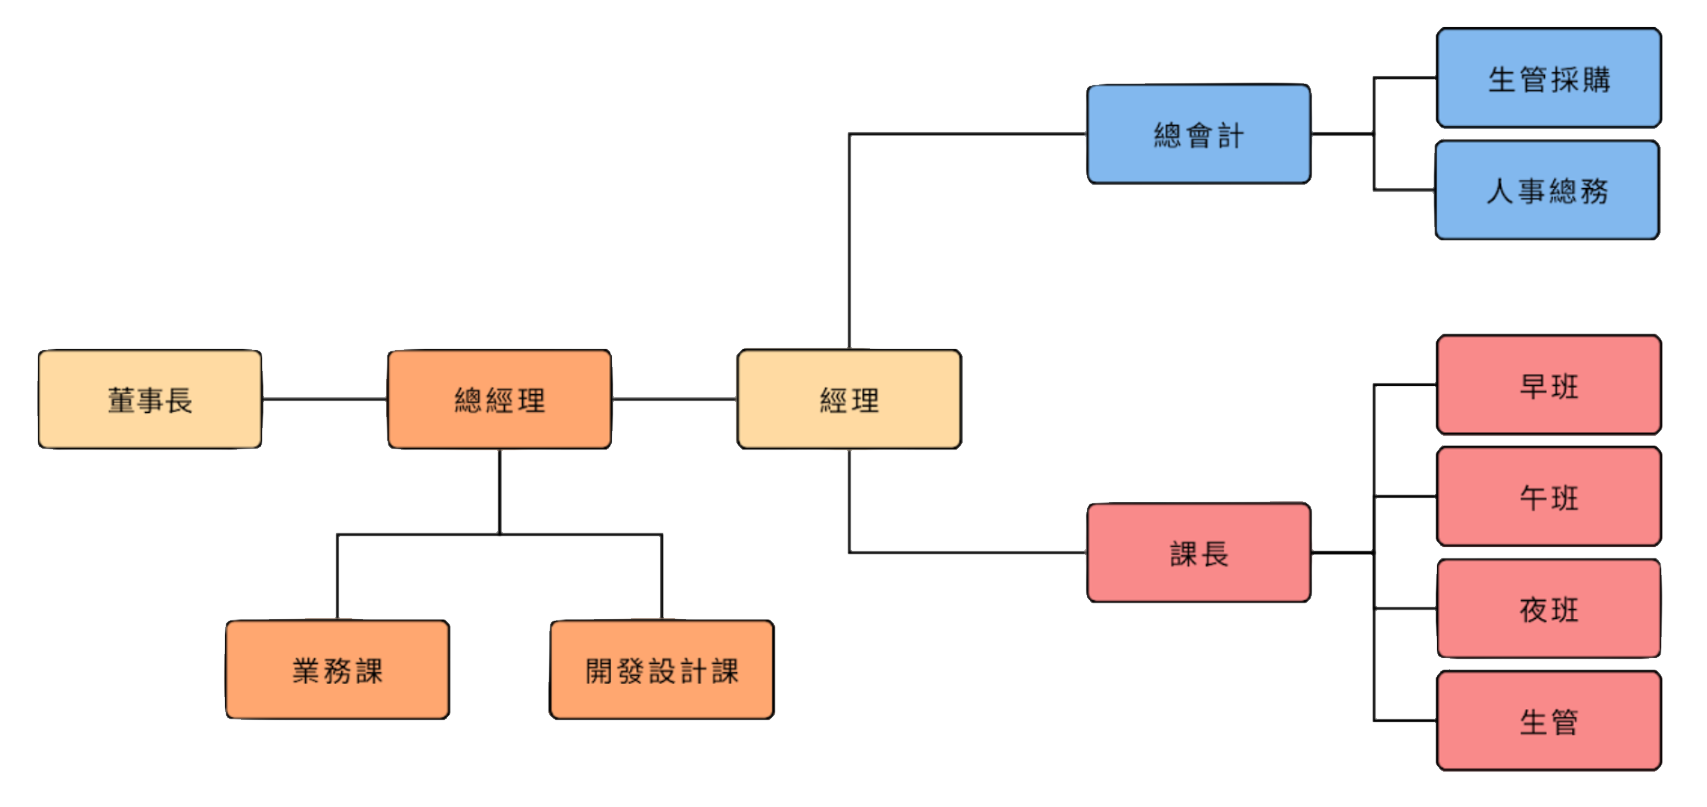 生管採購
總會計
人事總務
董事長
總經理
經理
早班
午班
課長
夜班
業務課
開發設計課
生管